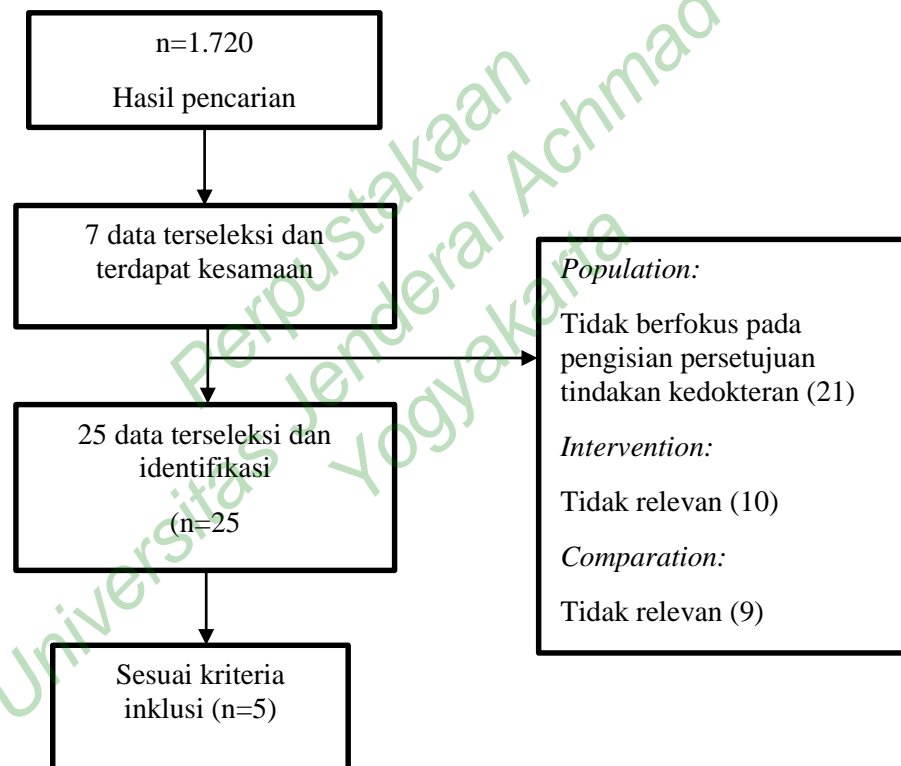 n=1.720
Hasil pencarian
7 data terseleksi dan
terdapat kesamaan
Population:
Tidak berfokus pada
pengisian persetujuan
tindakan kedokteran (21)
Intervention:
Tidak relevan (10)
Comparation:
Tidak relevan (9)
25 data terseleksi dan
identifikasi
(n=25
Sesuai kriteria
inklusi (n=5)
Perpustakaan
Universitas Jenderal Achmad
Yogyakarta